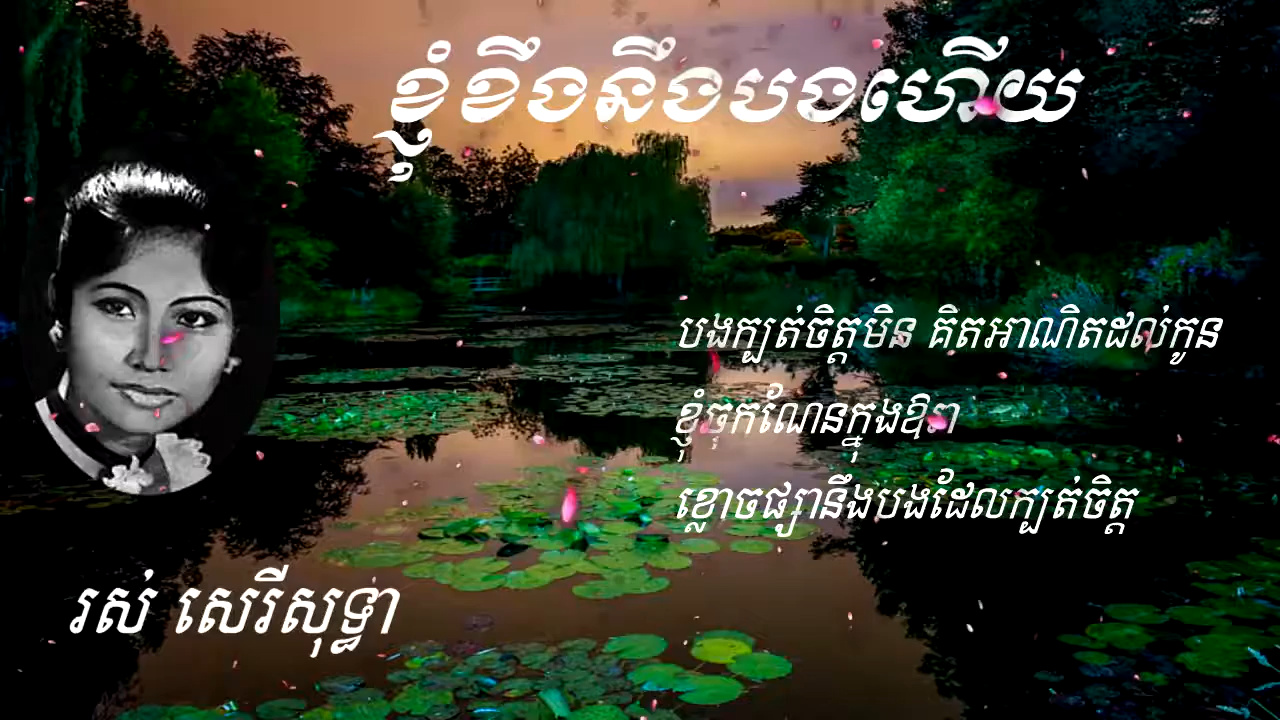 ខ្ញុំខឹងនឹងបងហើយ
បងក្បត់ចិត្តមិន គិតអាណិតដល់កូន
ខ្ញុំចុកណែនក្នុងឱរា
ខ្លោចផ្សានឹងបងដែលក្បត់ចិត្ត
រស់ សេរីសុទ្ធា